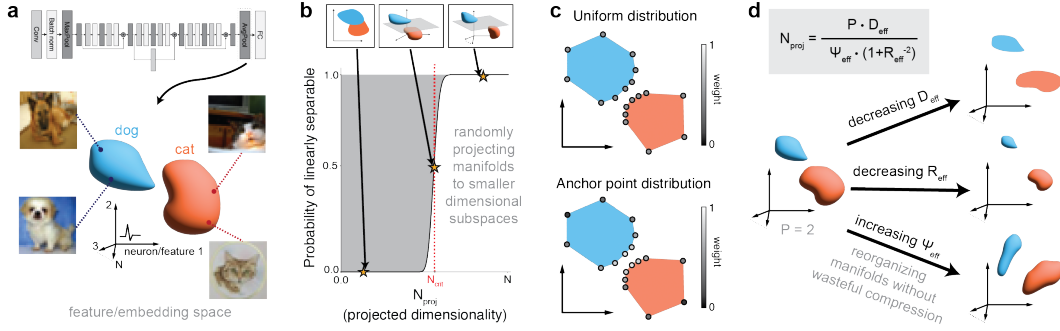 a
Conv
Batch norm
MaxPool
AvgPool
FC
dog
cat
2
3
N
neuron/feature 1
feature/embedding space
b
Probability of linearly separable
1.0
0.5
0.0
randomly
projecting
manifolds
to smaller
dimensional
subspaces
0
N_crit
N
N_proj
(projected dimensionality)
c
Uniform distribution
1
weight
0
Anchor point distribution
1
weight
0
d
N_proj = P · D_eff / Ψ_eff · (1+R_eff^-2)
P = 2
decreasing D_eff
decreasing R_eff
increasing Ψ_eff
reorganizing
manifolds without
wasteful compression